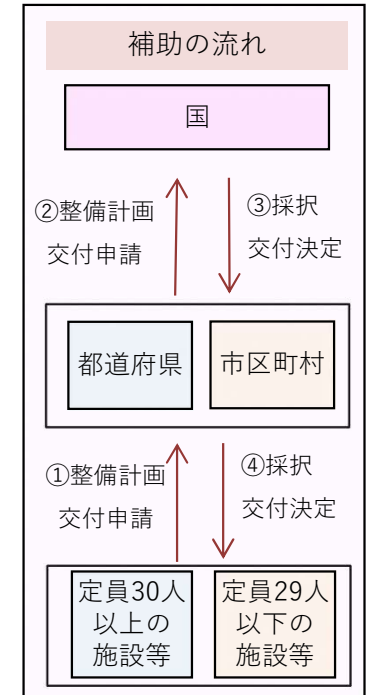 補助の流れ
国
②整備計画
交付申請
③採択
交付決定
都道府県
市区町村
①整備計画
交付申請
④採択
交付決定
定員30人
以上の
施設等
定員29人
以下の
施設等